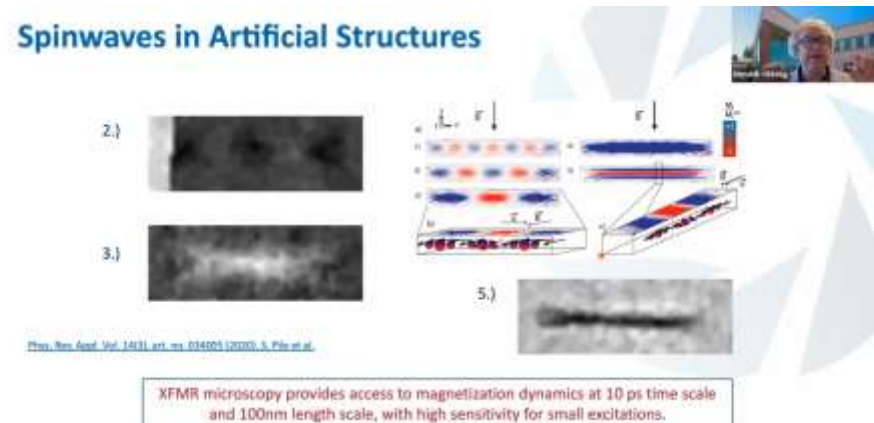 Spinwaves in Artificial Structures
2.)
3.)
5.)
Phys. Rev. Appl. Vol. 14(3), art. no. 034005 (2020), S. Pile et al.
XFMR microscopy provides access to magnetization dynamics at 10 ps time scale
and 100nm length scale, with high sensitivity for small excitations.